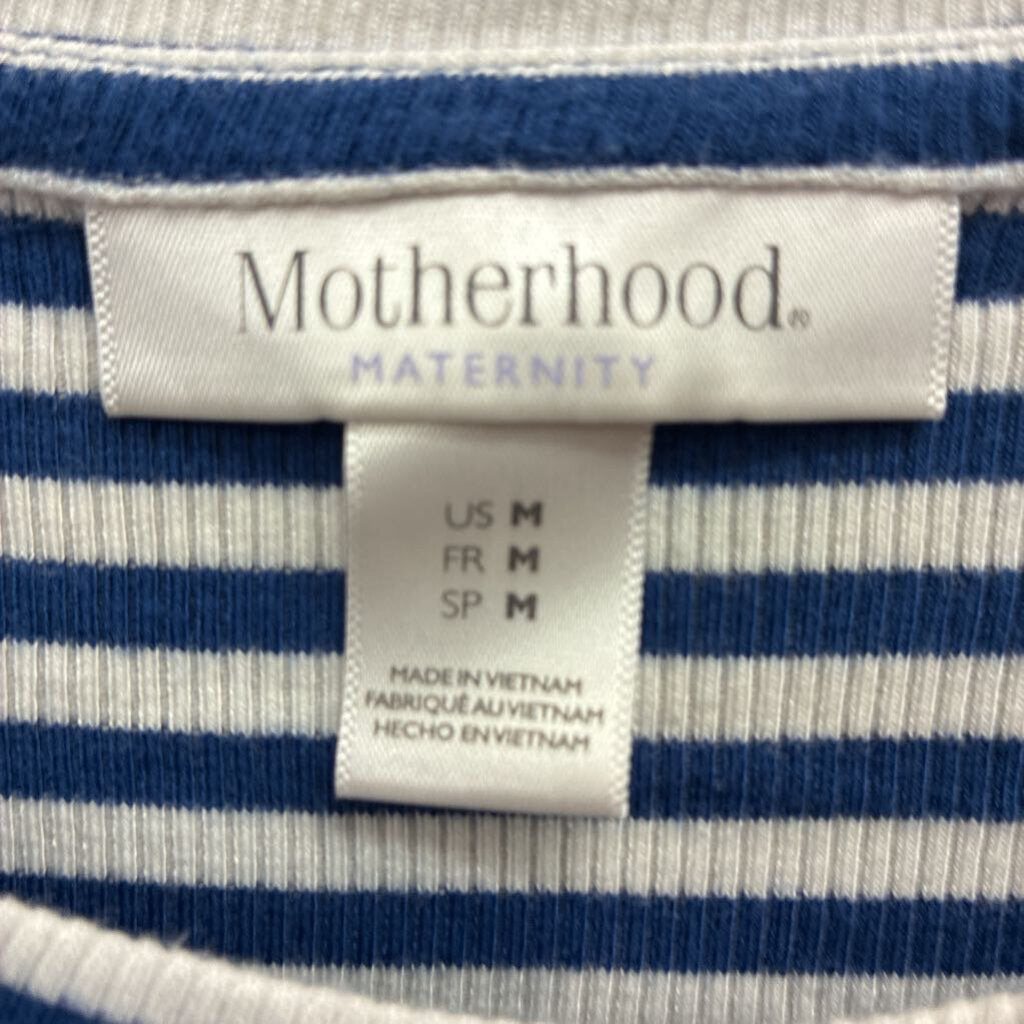 Motherhood®
MATERNITY
US M
FR M
SP M
MADE IN VIETNAM
FABRIQUÉ AU VIETNAM
HECHO EN VIETNAM